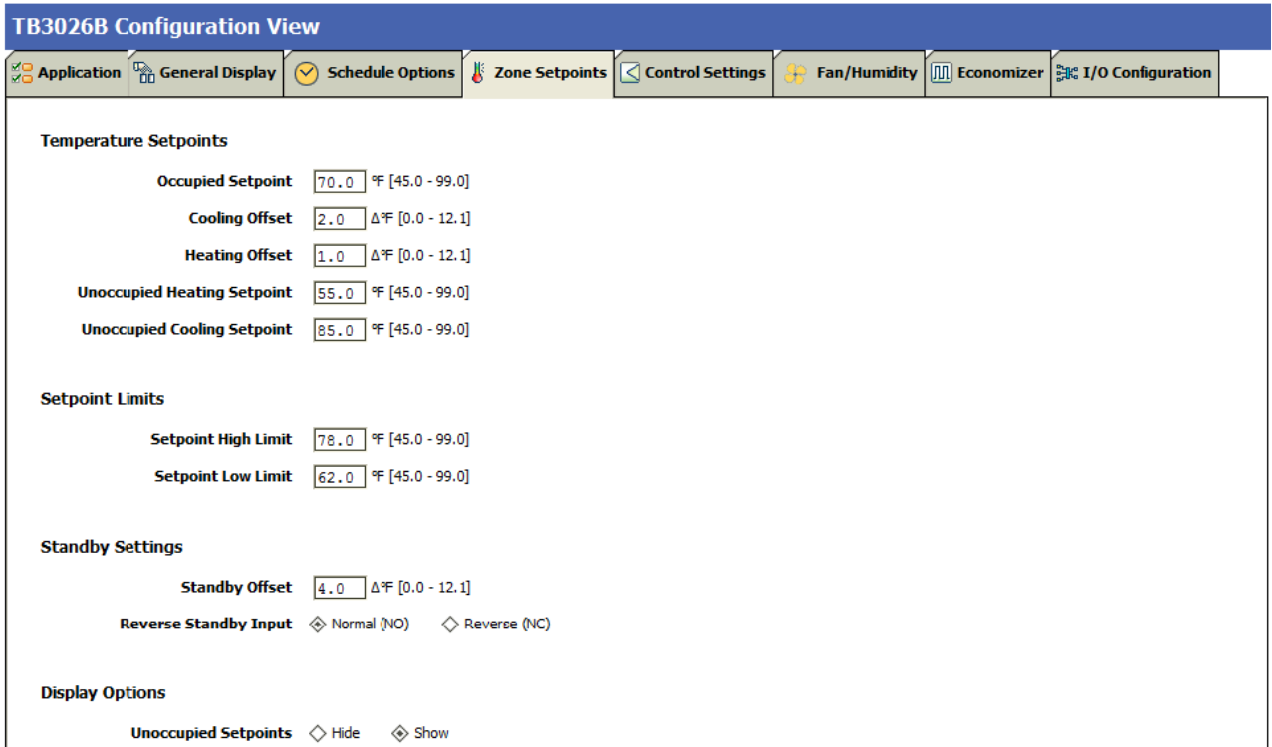 TB3026B Configuration View
Application General Display Schedule Options Zone Setpoints Control Settings Fan/Humidity Economizer I/O Configuration
Temperature Setpoints
Occupied Setpoint 70.0 °F [45.0 - 99.0]
Cooling Offset 2.0 Δ°F [0.0 - 12.1]
Heating Offset 1.0 Δ°F [0.0 - 12.1]
Unoccupied Heating Setpoint 55.0 °F [45.0 - 99.0]
Unoccupied Cooling Setpoint 85.0 °F [45.0 - 99.0]
Setpoint Limits
Setpoint High Limit 78.0 °F [45.0 - 99.0]
Setpoint Low Limit 62.0 °F [45.0 - 99.0]
Standby Settings
Standby Offset 4.0 Δ°F [0.0 - 12.1]
Reverse Standby Input Normal (NO) Reverse (NC)
Display Options
Unoccupied Setpoints Hide Show